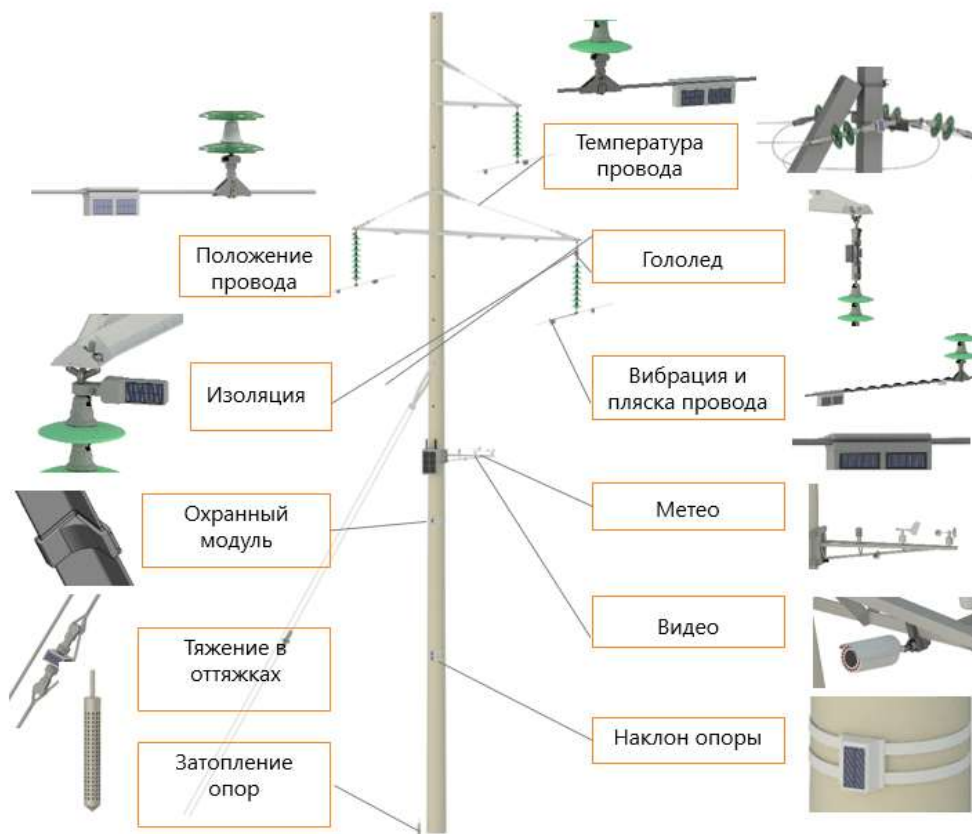 Температура
провода
Положение
провода
Гололед
Изоляция
Вибрация и
пляска провода
Охранный
модуль
Метео
Тяжение в
оттяжках
Видео
Затопление
опор
Наклон опоры